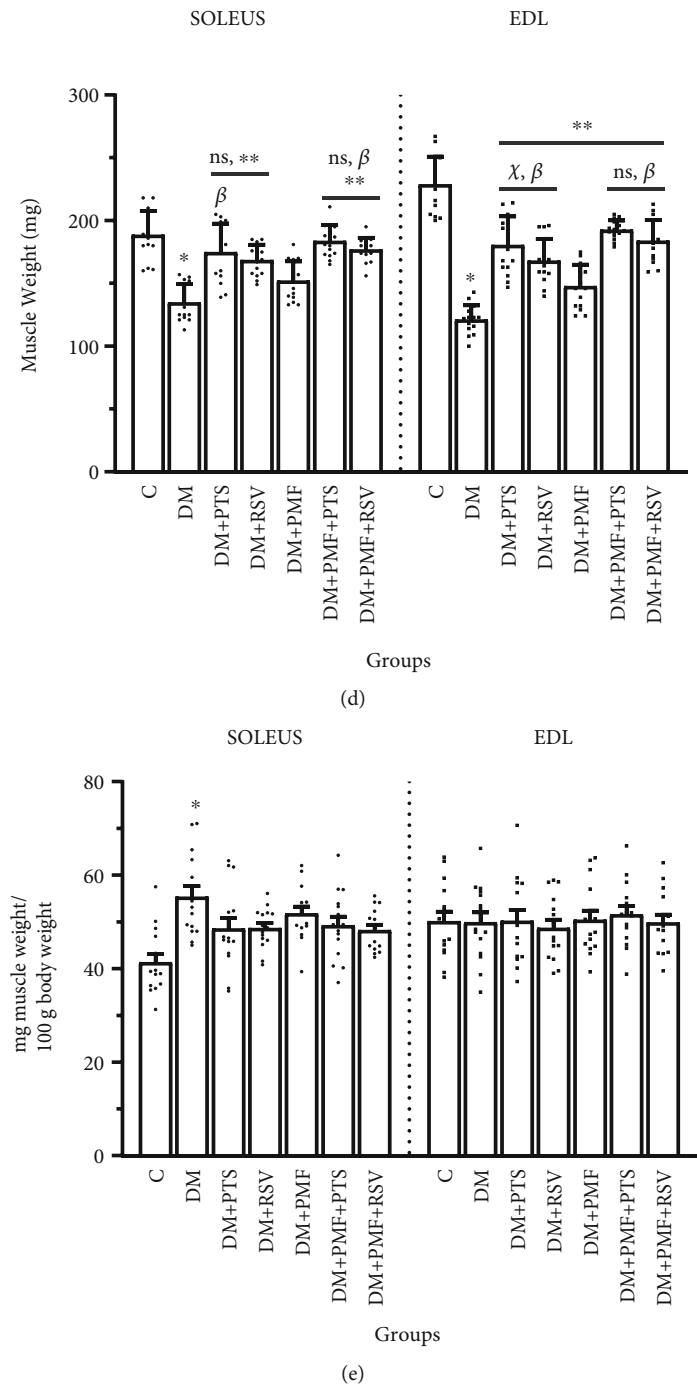 SOLEUS EDL
300
200
100
0
Muscle Weight (mg)
*
ns, **
β
ns, β
**
*
**
χ, β
ns, β
C DM DM+PTS DM+RSV DM+PMF DM+PMF+PTS DM+PMF+RSV C DM DM+PTS DM+RSV DM+PMF DM+PMF+PTS DM+PMF+RSV
Groups
(d)
SOLEUS EDL
80
60
40
20
0
mg muscle weight/
100 g body weight
*
C DM DM+PTS DM+RSV DM+PMF DM+PMF+PTS DM+PMF+RSV C DM DM+PTS DM+RSV DM+PMF DM+PMF+PTS DM+PMF+RSV
Groups
(e)